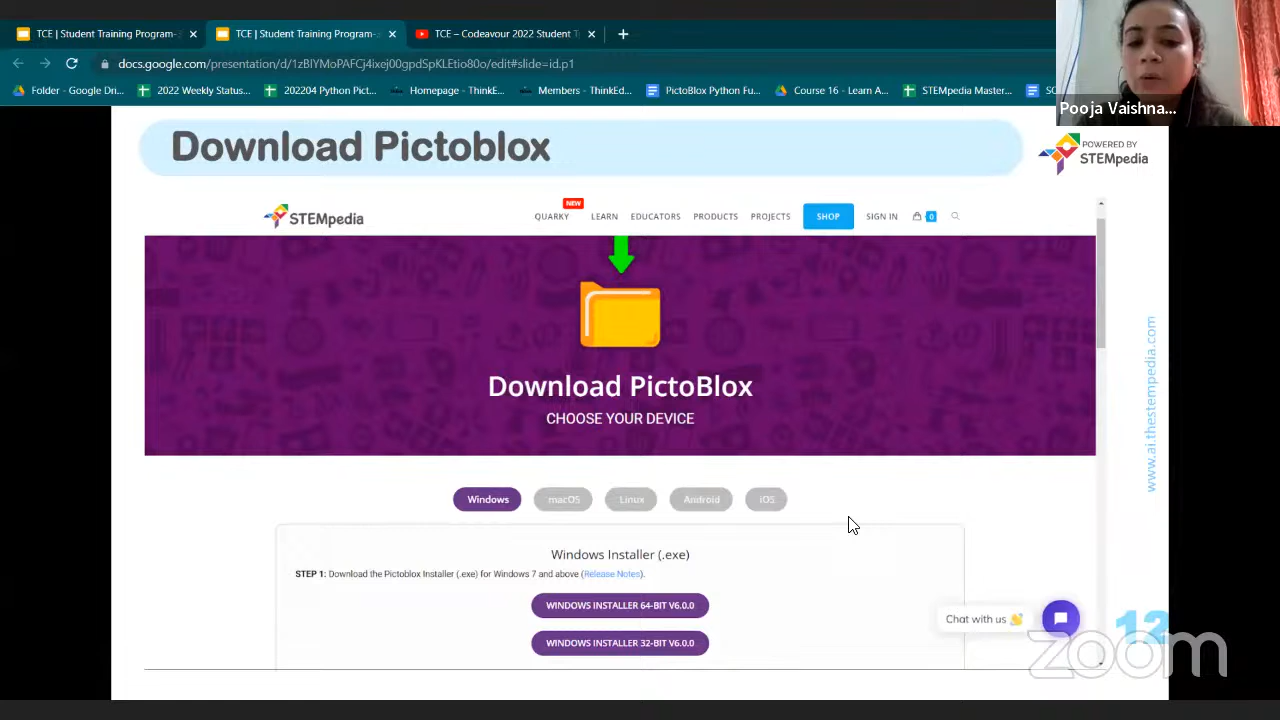 TCE | Student Training Program-
TCE | Student Training Program-
TCE – Codeavour 2022 Student T
docs.google.com/presentation/d/1zBIYMoPAFCj4ixej00gpdSpKLEtio80o/edit#slide=id.p1
Folder - Google Dri...
2022 Weekly Status...
202204 Python Pict...
Homepage - ThinkE...
Members - ThinkEd...
PictoBlox Python Fu...
Course 16 - Learn A...
STEMpedia Master...
Pooja Vaishna...
Download Pictoblox
POWERED BY
STEMpedia
STEMpedia
NEW
QUARKY LEARN EDUCATORS PRODUCTS PROJECTS SHOP SIGN IN 0
Download PictoBlox
CHOOSE YOUR DEVICE
Windows macOS Linux Android iOS
Windows Installer (.exe)
STEP 1: Download the Pictoblox Installer (.exe) for Windows 7 and above (Release Notes).
WINDOWS INSTALLER 64-BIT V6.0.0
WINDOWS INSTALLER 32-BIT V6.0.0
Chat with us 👋
www.ai.thestempedia.com
zoom